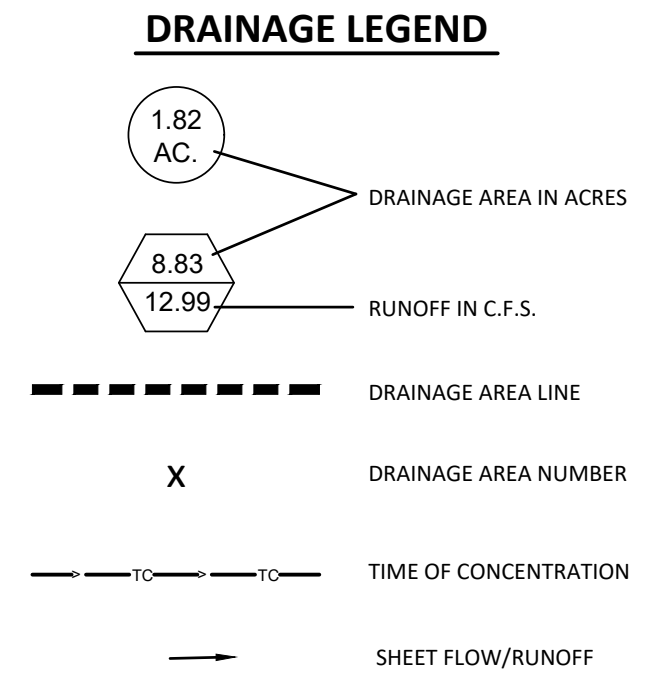 DRAINAGE LEGEND
1.82
AC.
DRAINAGE AREA IN ACRES
8.83
12.99
RUNOFF IN C.F.S.
DRAINAGE AREA LINE
X DRAINAGE AREA NUMBER
TC TC TIME OF CONCENTRATION
SHEET FLOW/RUNOFF